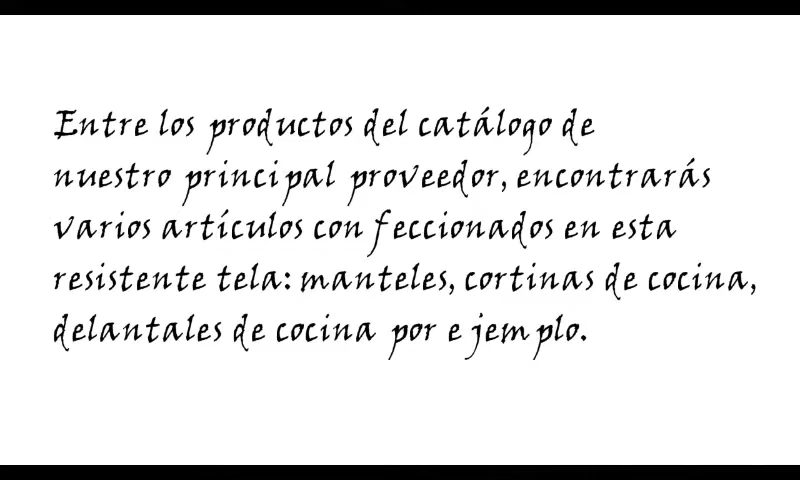 Entre los productos del catálogo de
nuestro principal proveedor, encontrarás
varios artículos confeccionados en esta
resistente tela: manteles, cortinas de cocina,
delantales de cocina por ejemplo.